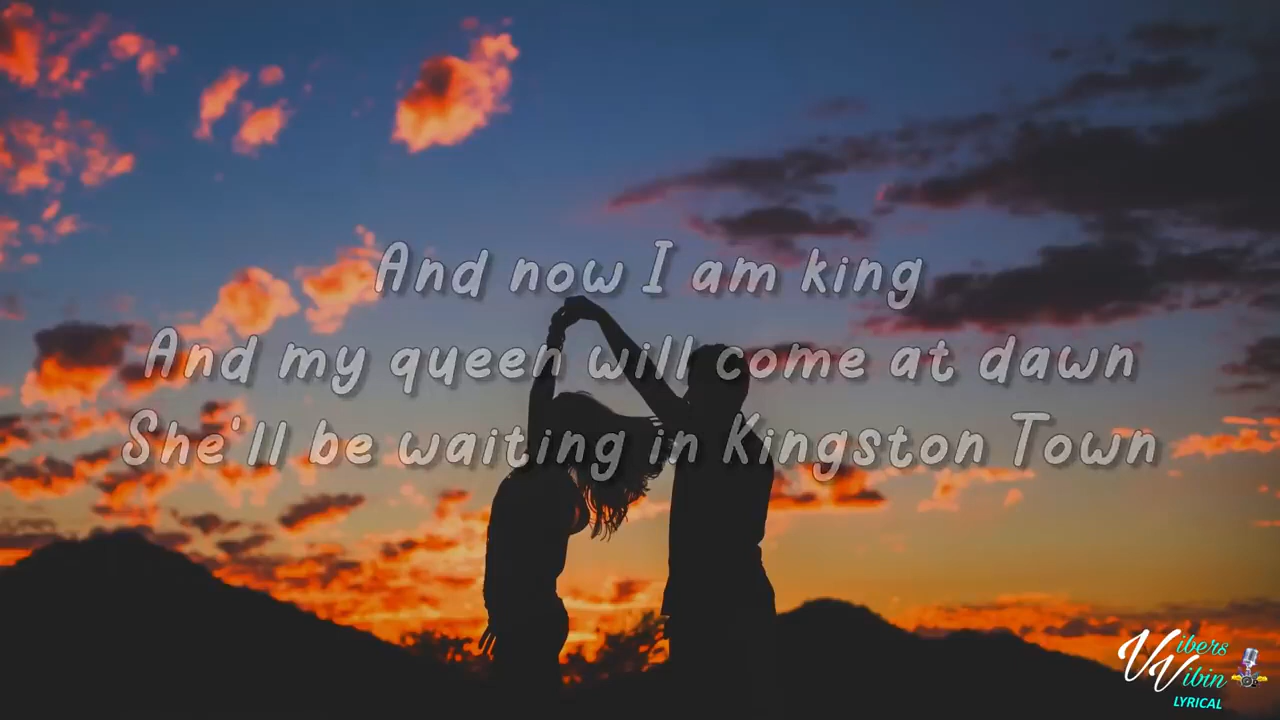 And now I am king
And my queen will come at dawn
She'll be waiting in Kingston Town
Vibers
Vibin
LYRICAL